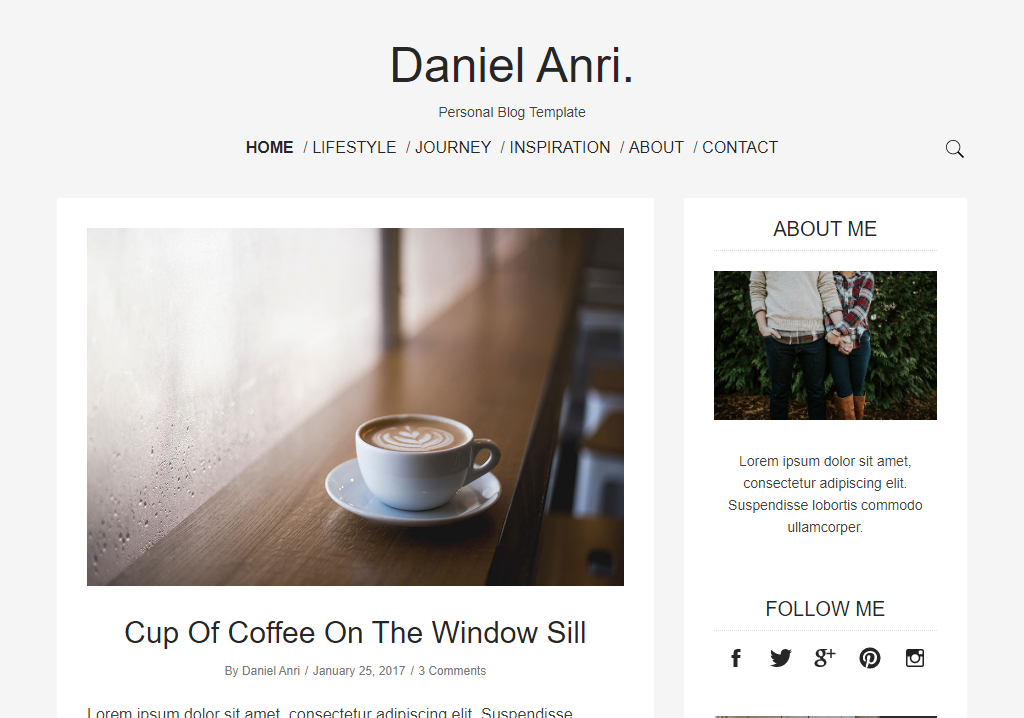 Daniel Anri.
Personal Blog Template
HOME / LIFESTYLE / JOURNEY / INSPIRATION / ABOUT / CONTACT
Cup Of Coffee On The Window Sill
By Daniel Anri / January 25, 2017 / 3 Comments
Lorem ipsum dolor sit amet, consectetur adipiscing elit. Suspendisse
ABOUT ME
Lorem ipsum dolor sit amet,
consectetur adipiscing elit.
Suspendisse lobortis commodo
ullamcorper.
FOLLOW ME